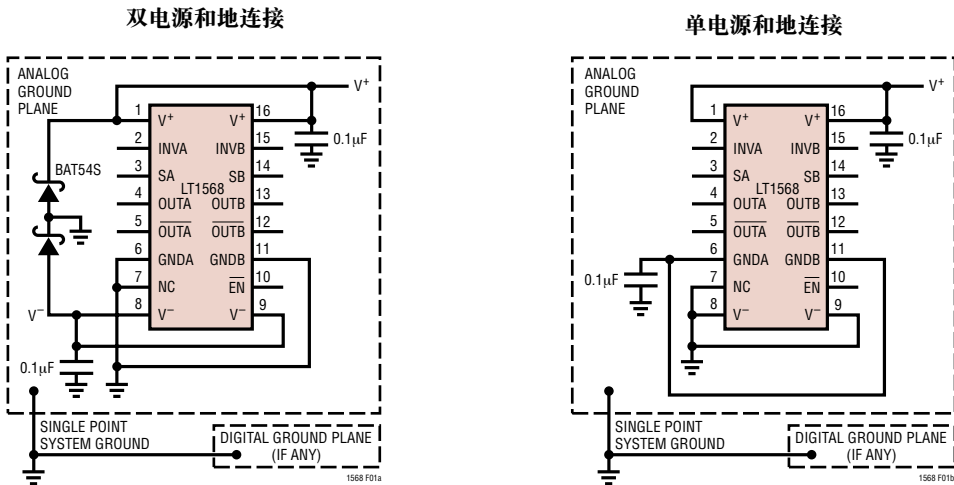 双电源和地连接
ANALOG
GROUND
PLANE
V+
1 V+ V+ 16
0.1µF
2 INVA INVB 15
BAT54S
3 SA SB 14
LT1568
4 OUTA OUTB 13
5 OUTA OUTB 12
6 GNDA GNDB 11
7 NC EN 10
V− 8 V− V− 9
0.1µF
SINGLE POINT
SYSTEM GROUND
DIGITAL GROUND PLANE
(IF ANY)
1568 F01a
单电源和地连接
ANALOG
GROUND
PLANE
V+
1 V+ V+ 16
0.1µF
2 INVA INVB 15
3 SA SB 14
LT1568
4 OUTA OUTB 13
5 OUTA OUTB 12
6 GNDA GNDB 11
0.1µF
7 NC EN 10
8 V− V− 9
SINGLE POINT
SYSTEM GROUND
DIGITAL GROUND PLANE
(IF ANY)
1568 F01b